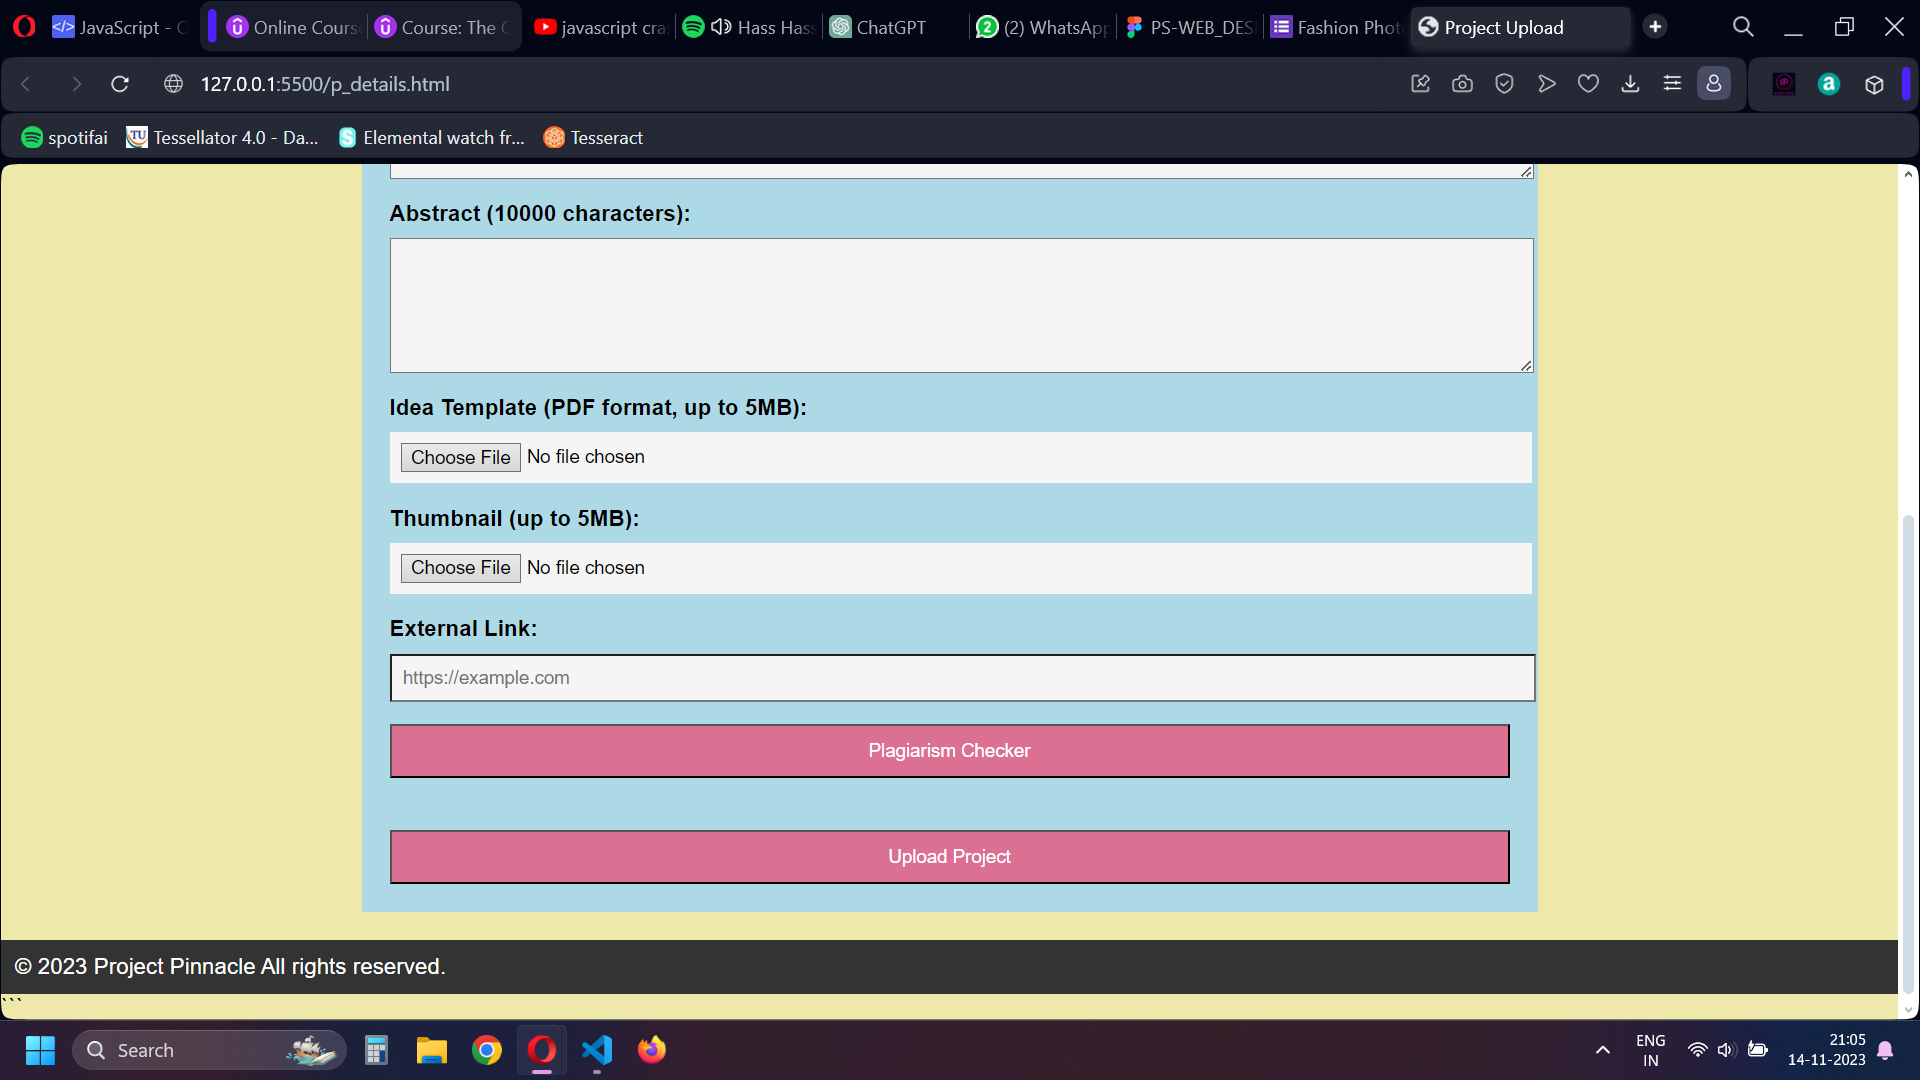 JavaScript - C
Online Cours
Course: The C
javascript cra
Hass Hass
ChatGPT
(2) WhatsApp
PS-WEB_DESI
Fashion Phot
Project Upload
127.0.0.1:5500/p_details.html
spotifai
Tessellator 4.0 - Da...
Elemental watch fr...
Tesseract
Abstract (10000 characters):
Idea Template (PDF format, up to 5MB):
Choose File No file chosen
Thumbnail (up to 5MB):
Choose File No file chosen
External Link:
https://example.com
Plagiarism Checker
Upload Project
© 2023 Project Pinnacle All rights reserved.
```
Search
ENG
IN
21:05
14-11-2023